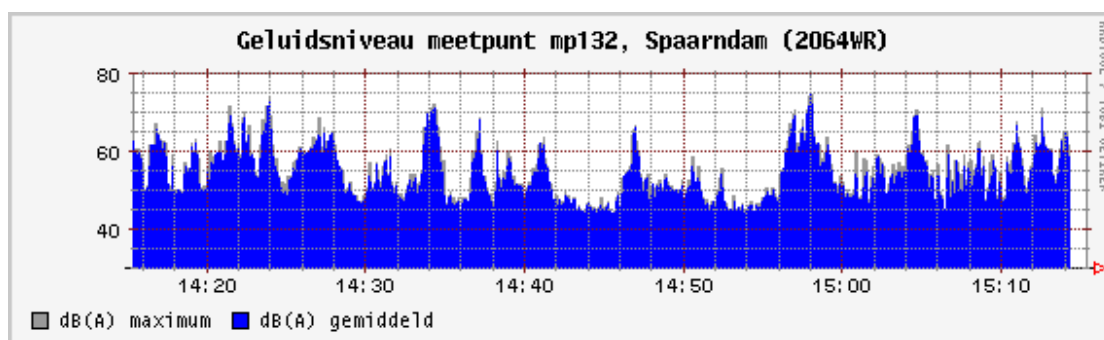 Geluidsniveau meetpunt mp132, Spaarndam (2064WR)
80
60
40
14:20 14:30 14:40 14:50 15:00 15:10
dB(A) maximum dB(A) gemiddeld